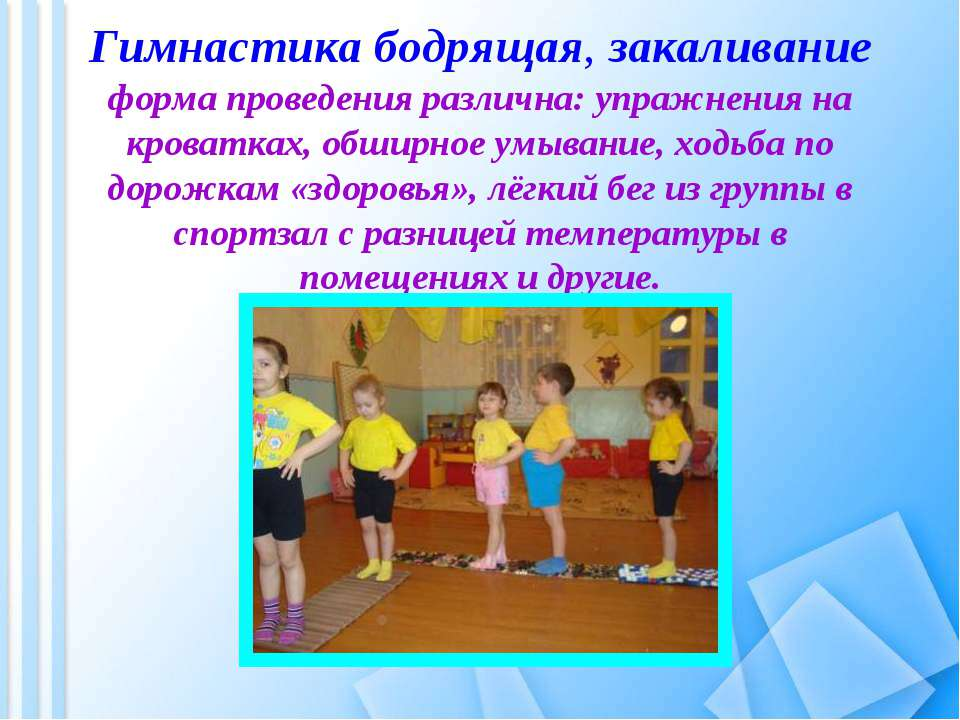 Гимнастика бодрящая, закаливание
форма проведения различна: упражнения на
кроватках, обширное умывание, ходьба по
дорожкам «здоровья», лёгкий бег из группы в
спортзал с разницей температуры в
помещениях и другие.